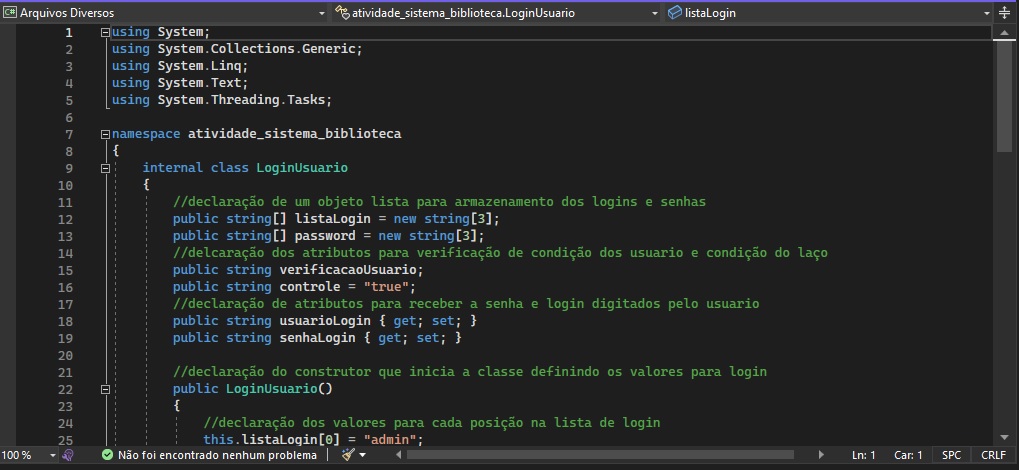 C# Arquivos Diversos
atividade_sistema_biblioteca.LoginUsuario
listaLogin
1 using System;
2 using System.Collections.Generic;
3 using System.Linq;
4 using System.Text;
5 using System.Threading.Tasks;
6
7 namespace atividade_sistema_biblioteca
8 {
9 internal class LoginUsuario
10 {
11 //declaração de um objeto lista para armazenamento dos logins e senhas
12 public string[] listaLogin = new string[3];
13 public string[] password = new string[3];
14 //delcaração dos atributos para verificação de condição dos usuario e condição do laço
15 public string verificacaoUsuario;
16 public string controle = "true";
17 //declaração de atributos para receber a senha e login digitados pelo usuario
18 public string usuarioLogin { get; set; }
19 public string senhaLogin { get; set; }
20
21 //declaração do construtor que inicia a classe definindo os valores para login
22 public LoginUsuario()
23 {
24 //declaração dos valores para cada posição na lista de login
25 this.listaLogin[0] = "admin";
100 %
Não foi encontrado nenhum problema
Ln: 1 Car: 1 SPC CRLF